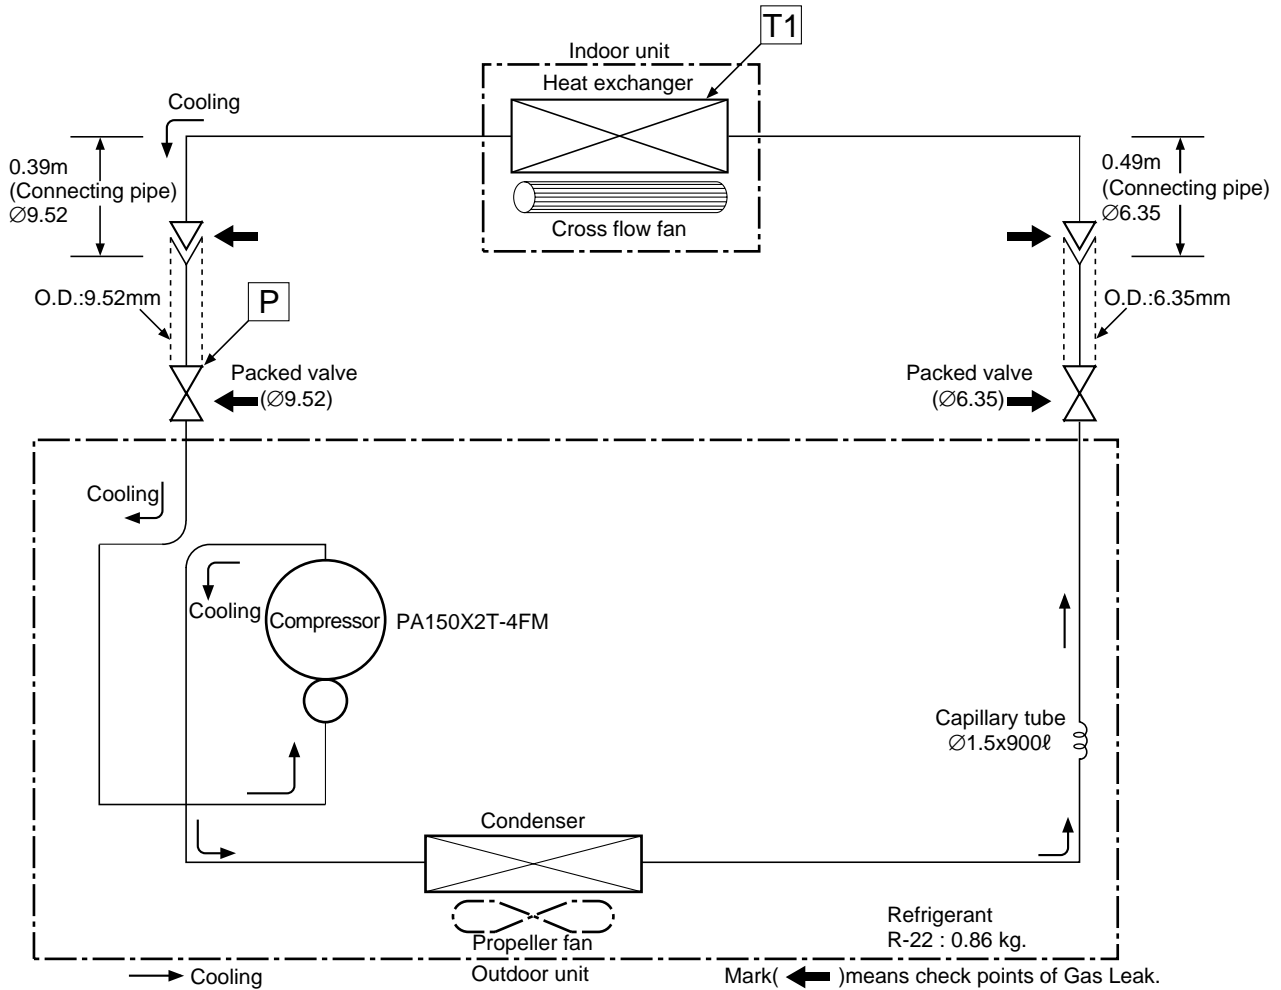 T1
Indoor unit
Heat exchanger
Cooling
0.39m
(Connecting pipe)
∅9.52
0.49m
(Connecting pipe)
∅6.35
Cross flow fan
O.D.:9.52mm
P
O.D.:6.35mm
Packed valve
(∅9.52)
Packed valve
(∅6.35)
Cooling
Cooling
Compressor
PA150X2T-4FM
Capillary tube
∅1.5x900ℓ
Condenser
Propeller fan
Refrigerant
R-22 : 0.86 kg.
Cooling
Outdoor unit
Mark( )means check points of Gas Leak.